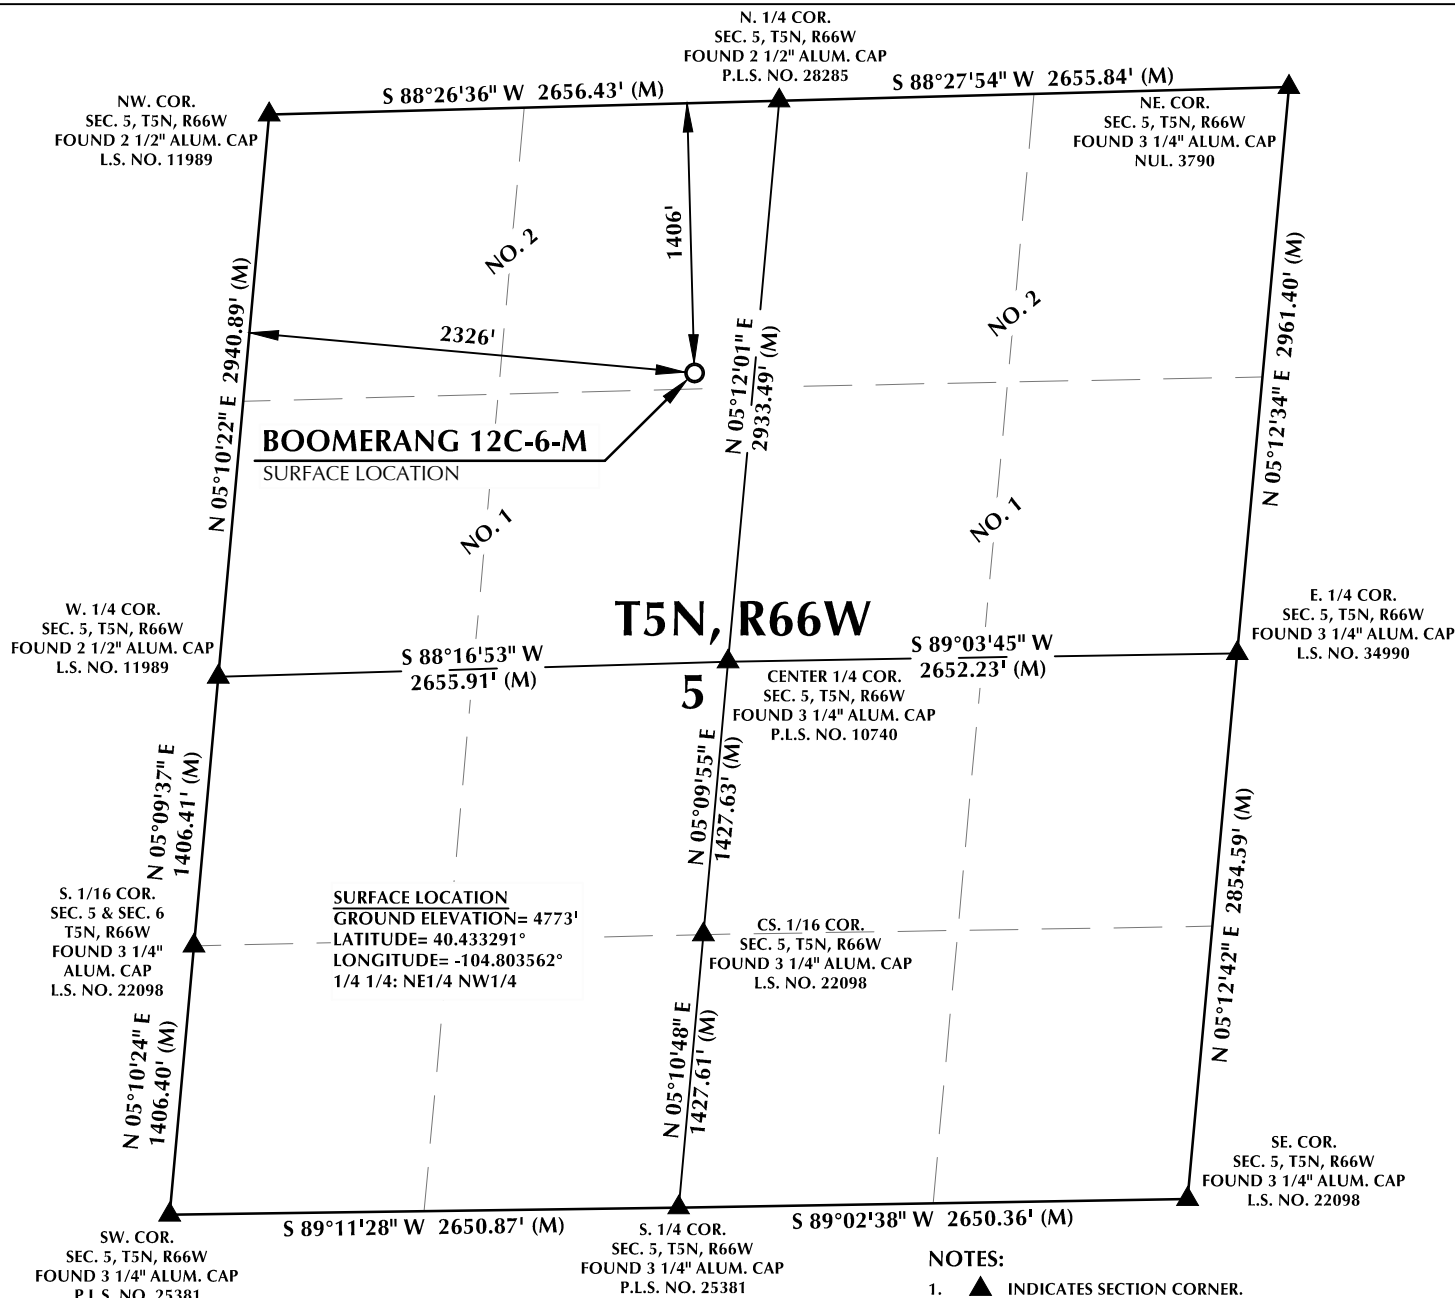 N. 1/4 COR.
SEC. 5, T5N, R66W
FOUND 2 1/2" ALUM. CAP
P.L.S. NO. 28285
S 88°26'36" W 2656.43' (M)
S 88°27'54" W 2655.84' (M)
NW. COR.
SEC. 5, T5N, R66W
FOUND 2 1/2" ALUM. CAP
L.S. NO. 11989
NE. COR.
SEC. 5, T5N, R66W
FOUND 3 1/4" ALUM. CAP
NUL. 3790
1406'
NO. 2
NO. 2
2326'
N 05°10'22" E 2940.89' (M)
N 05°12'01" E
2933.49' (M)
N 05°12'34" E 2961.40' (M)
BOOMERANG 12C-6-M
SURFACE LOCATION
NO. 1
NO. 1
T5N, R66W
5
W. 1/4 COR.
SEC. 5, T5N, R66W
FOUND 2 1/2" ALUM. CAP
L.S. NO. 11989
S 88°16'53" W
2655.91' (M)
S 89°03'45" W
2652.23' (M)
E. 1/4 COR.
SEC. 5, T5N, R66W
FOUND 3 1/4" ALUM. CAP
L.S. NO. 34990
CENTER 1/4 COR.
SEC. 5, T5N, R66W
FOUND 3 1/4" ALUM. CAP
P.L.S. NO. 10740
N 05°09'37" E
1406.41' (M)
N 05°09'55" E
1427.63' (M)
N 05°12'42" E 2854.59' (M)
S. 1/16 COR.
SEC. 5 & SEC. 6
T5N, R66W
FOUND 3 1/4"
ALUM. CAP
L.S. NO. 22098
SURFACE LOCATION
GROUND ELEVATION= 4773'
LATITUDE= 40.433291°
LONGITUDE= -104.803562°
1/4 1/4: NE1/4 NW1/4
CS. 1/16 COR.
SEC. 5, T5N, R66W
FOUND 3 1/4" ALUM. CAP
L.S. NO. 22098
N 05°10'24" E
1406.40' (M)
N 05°10'48" E
1427.61' (M)
SE. COR.
SEC. 5, T5N, R66W
FOUND 3 1/4" ALUM. CAP
L.S. NO. 22098
S 89°11'28" W 2650.87' (M)
S 89°02'38" W 2650.36' (M)
SW. COR.
SEC. 5, T5N, R66W
FOUND 3 1/4" ALUM. CAP
P.L.S. NO. 25381
S. 1/4 COR.
SEC. 5, T5N, R66W
FOUND 3 1/4" ALUM. CAP
P.L.S. NO. 25381
NOTES:
1. ▲ INDICATES SECTION CORNER.